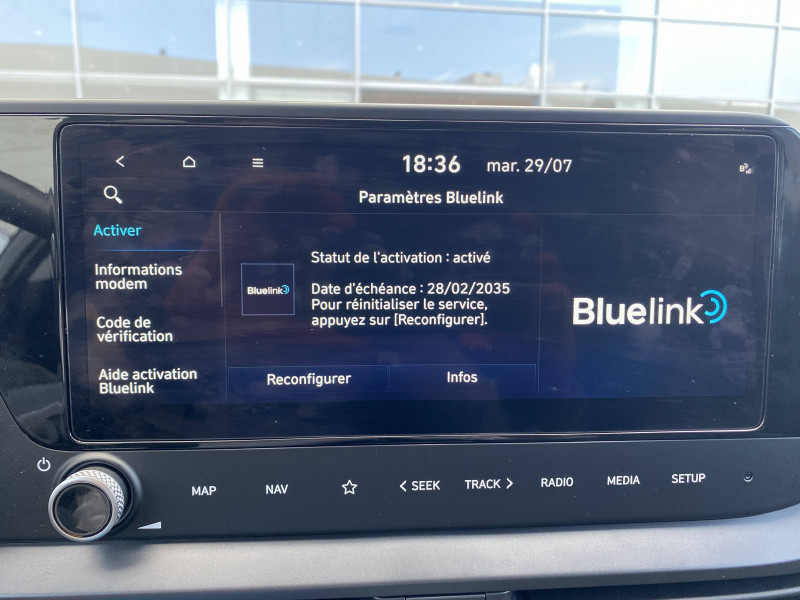 18:36 mar. 29/07
Paramètres Bluelink
Activer
Informations
modem
Code de
vérification
Aide activation
Bluelink
Bluelink
Statut de l'activation : activé
Date d'échéance : 28/02/2035
Pour réinitialiser le service,
appuyez sur [Reconfigurer].
Reconfigurer
Infos
Bluelink
MAP
NAV
< SEEK
TRACK >
RADIO
MEDIA
SETUP